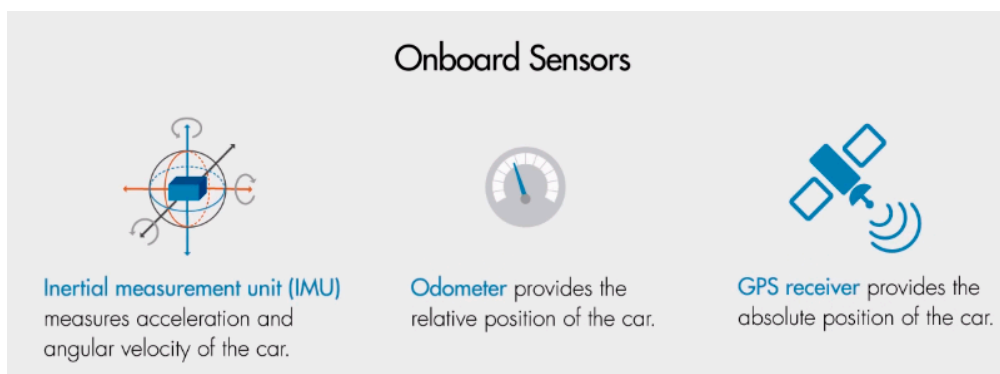 Onboard Sensors
Inertial measurement unit (IMU)
measures acceleration and
angular velocity of the car.
Odometer provides the
relative position of the car.
GPS receiver provides the
absolute position of the car.